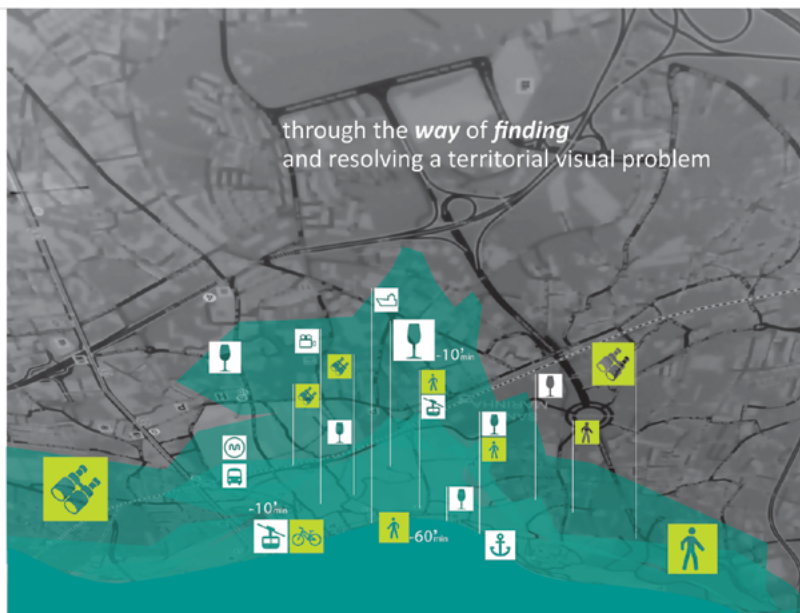 through the way of finding
and resolving a territorial visual problem
-10'min
-10'min
-60'min